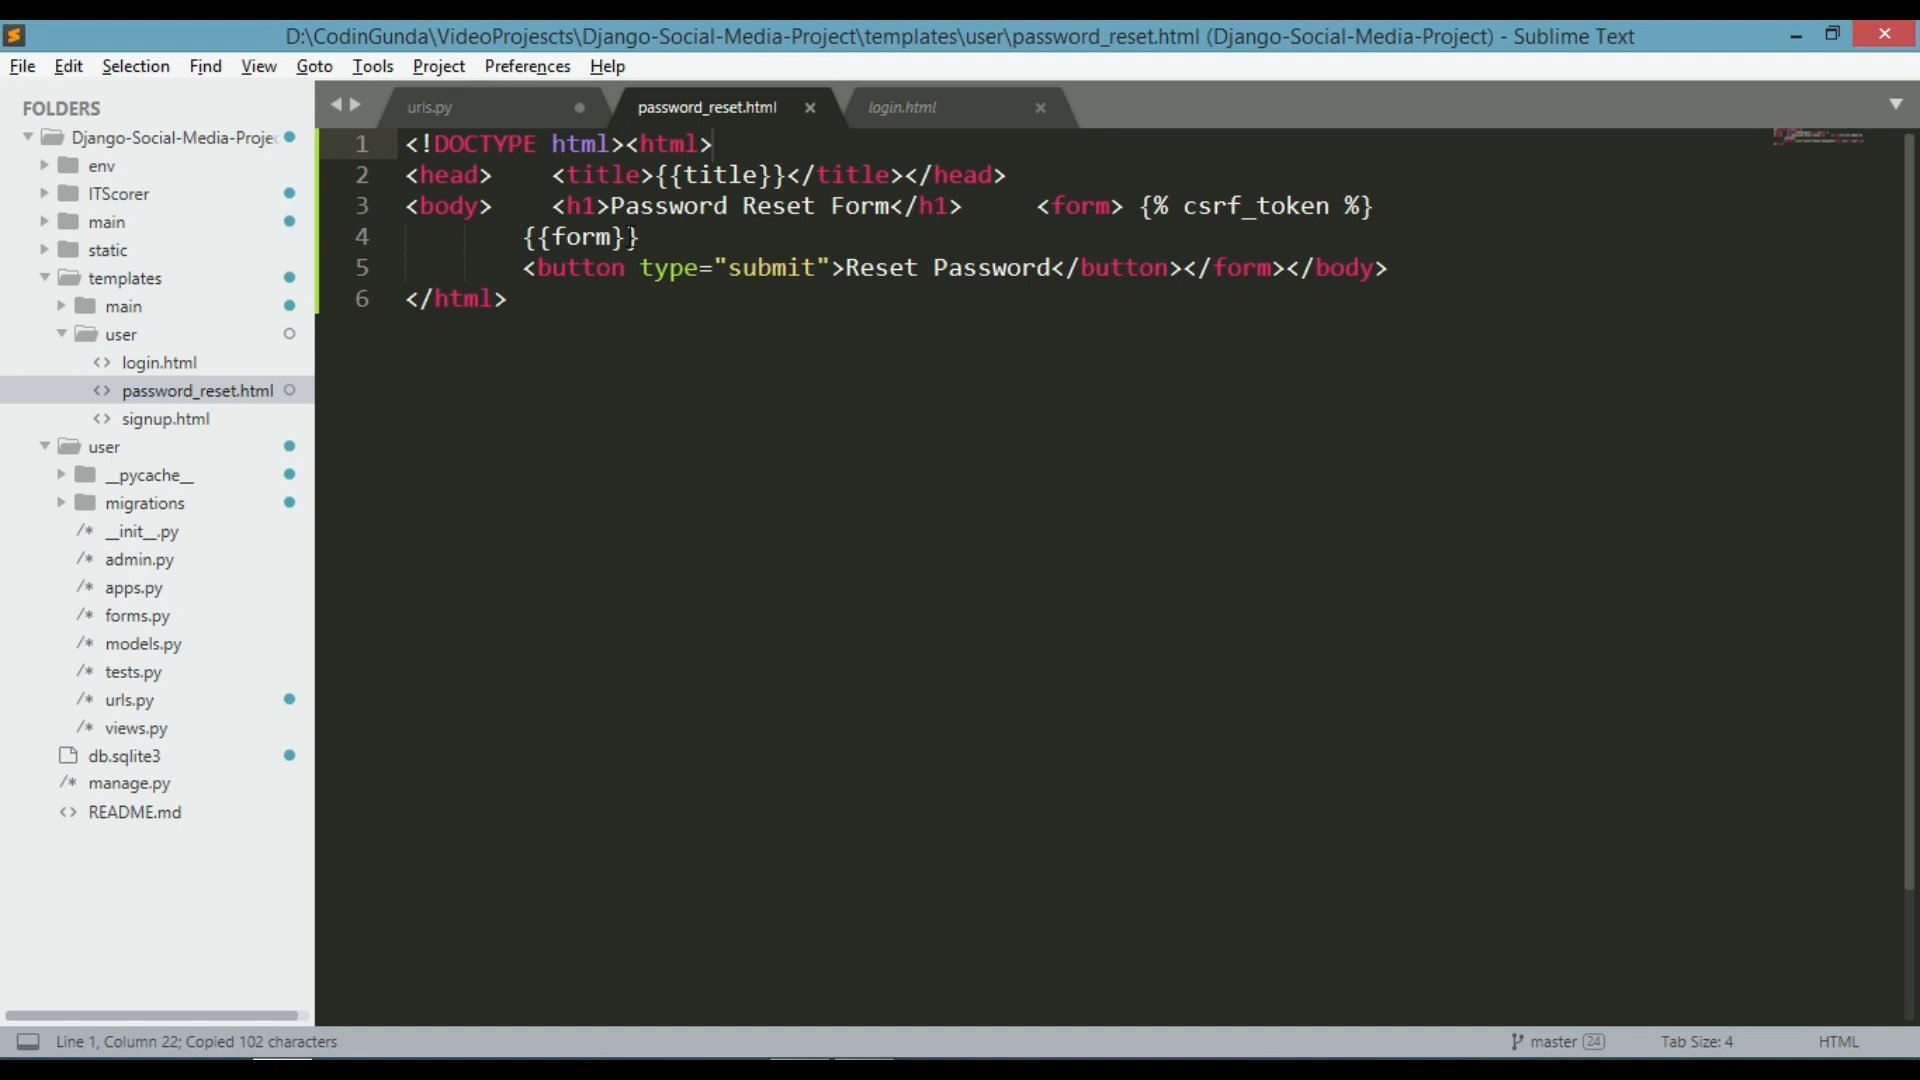 D:\CodinGunda\VideoProjescts\Django-Social-Media-Project\templates\user\password_reset.html (Django-Social-Media-Project) - Sublime Text
File Edit Selection Find View Goto Tools Project Preferences Help
FOLDERS
Django-Social-Media-Projec
env
ITScorer
main
static
templates
main
user
login.html
password_reset.html
signup.html
user
__pycache__
migrations
/* __init__.py
/* admin.py
/* apps.py
/* forms.py
/* models.py
/* tests.py
/* urls.py
/* views.py
db.sqlite3
/* manage.py
<> README.md
urls.py
password_reset.html
login.html
1 <!DOCTYPE html><html>
2 <head>    <title>{{title}}</title></head>
3 <body>    <h1>Password Reset Form</h1>     <form> {% csrf_token %}
4         {{form}}
5         <button type="submit">Reset Password</button></form></body>
6 </html>
Line 1, Column 22; Copied 102 characters
master 24
Tab Size: 4
HTML